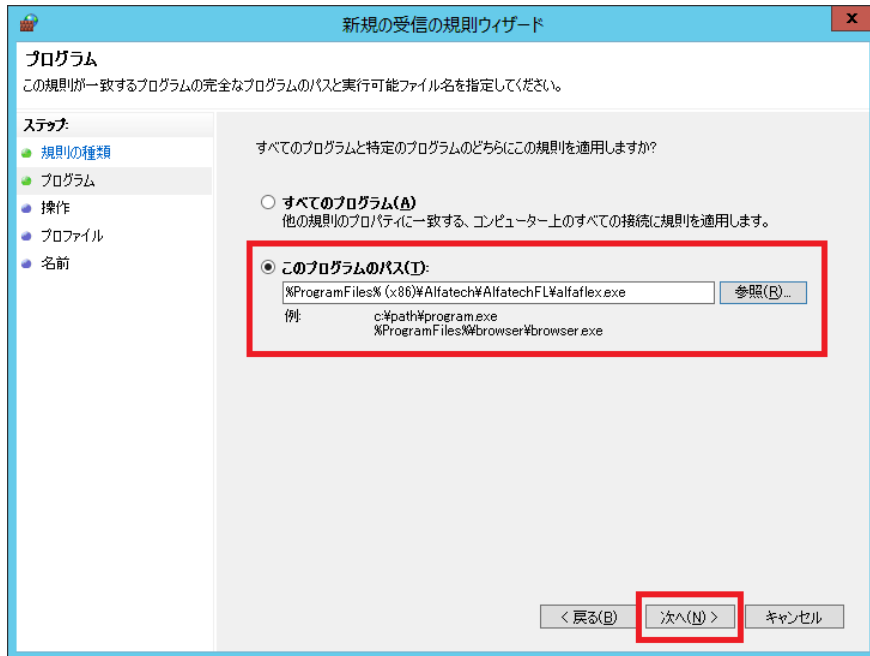 新規の受信の規則ウィザード
x
プログラム
この規則が一致するプログラムの完全なプログラムのパスと実行可能ファイル名を指定してください。
ステップ:
規則の種類
プログラム
操作
プロファイル
名前
すべてのプログラムと特定のプログラムのどちらにこの規則を適用しますか?
すべてのプログラム(A)
他の規則のプロパティに一致する、コンピューター上のすべての接続に規則を適用します。
このプログラムのパス(T):
%ProgramFiles% (x86)¥Alfatech¥AlfatechFL¥alfaflex.exe 参照(R)...
例: c:¥path¥program.exe
%ProgramFiles%¥browser¥browser.exe
< 戻る(B) 次へ(N) > キャンセル